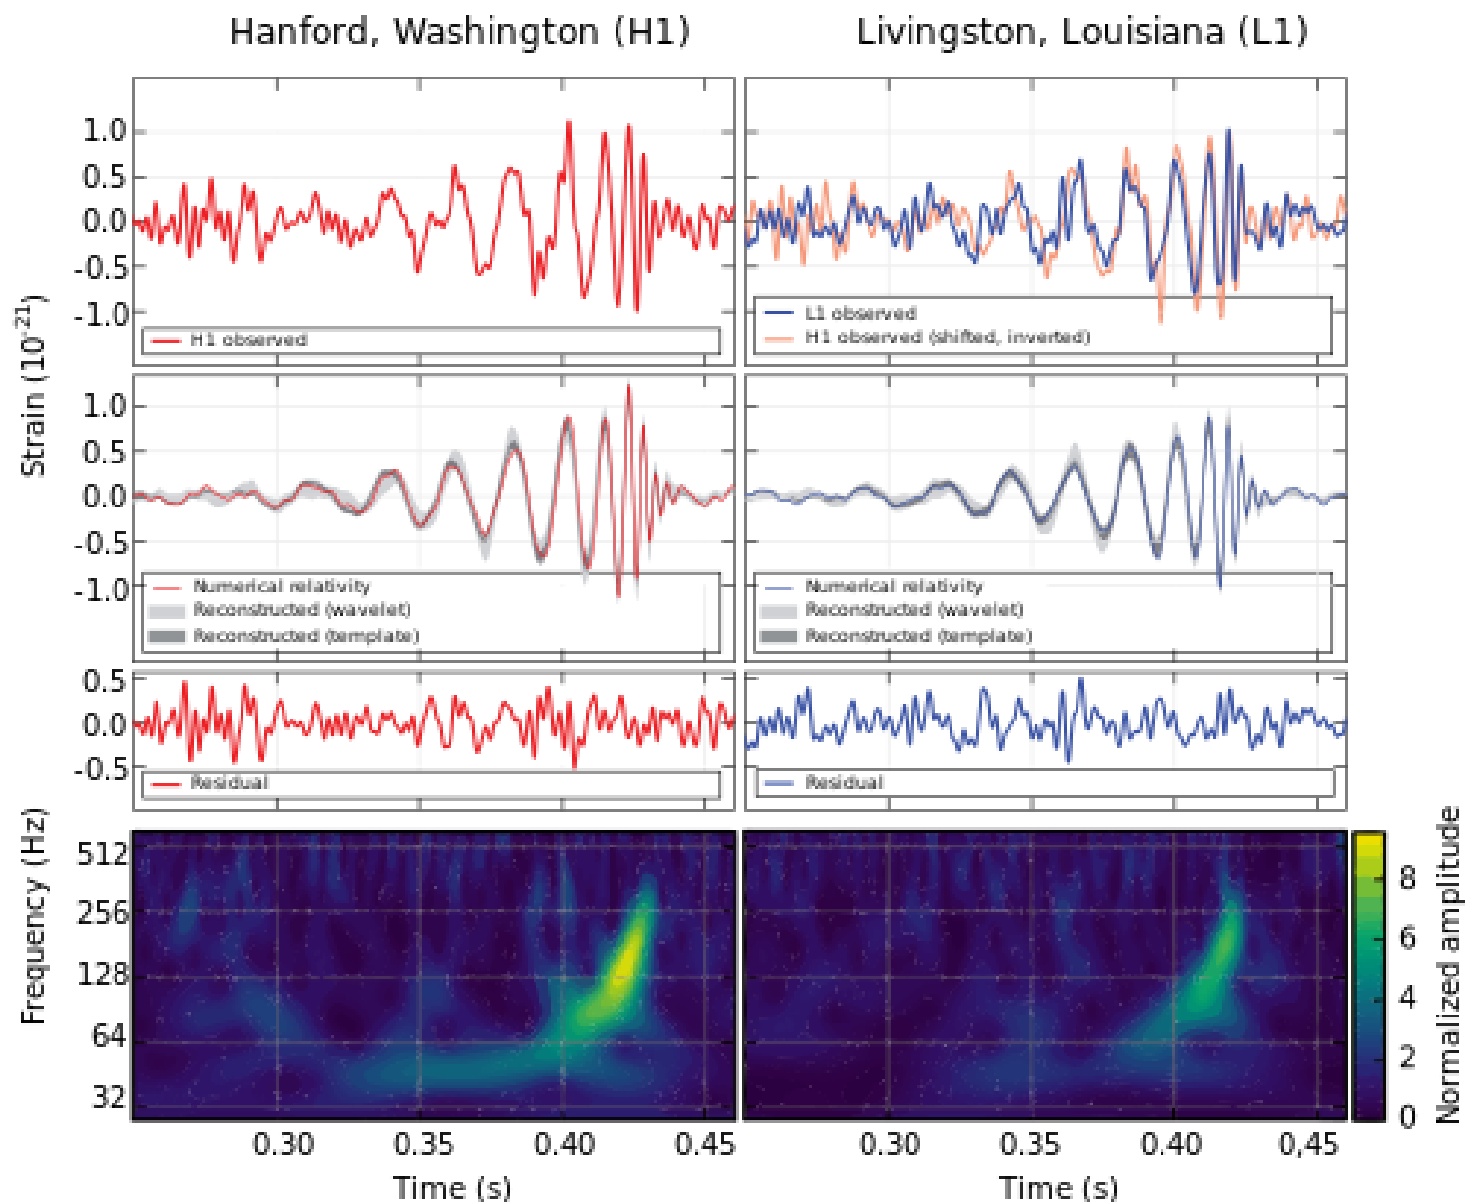 Hanford, Washington (H1)
Livingston, Louisiana (L1)
Strain (10-21)
1.0
0.5
0.0
-0.5
-1.0
H1 observed
L1 observed
H1 observed (shifted, inverted)
1.0
0.5
0.0
-0.5
-1.0
Numerical relativity
Reconstructed (wavelet)
Reconstructed (template)
Numerical relativity
Reconstructed (wavelet)
Reconstructed (template)
0.5
0.0
-0.5
Residual
Residual
Frequency (Hz)
512
256
128
64
32
Normalized amplitude
8
6
4
2
0
0.30 0.35 0.40 0.45
0.30 0.35 0.40 0,45
Time (s)
Time (s)